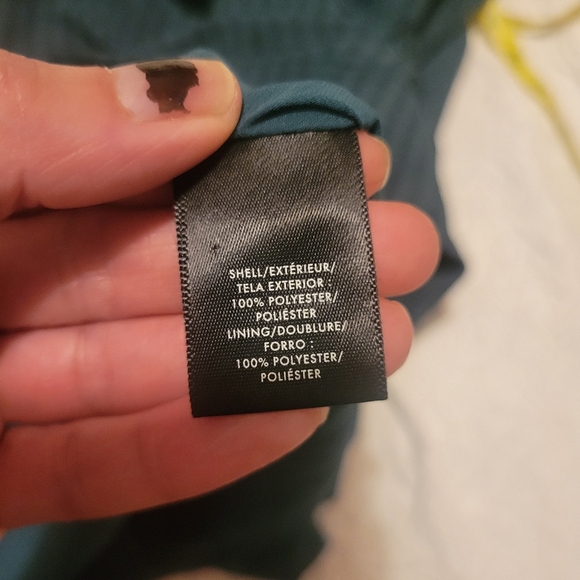 SHELL/EXTÉRIEUR/
TELA EXTERIOR :
100% POLYESTER/
POLIÉSTER
LINING/DOUBLURE/
FORRO :
100% POLYESTER/
POLIÉSTER